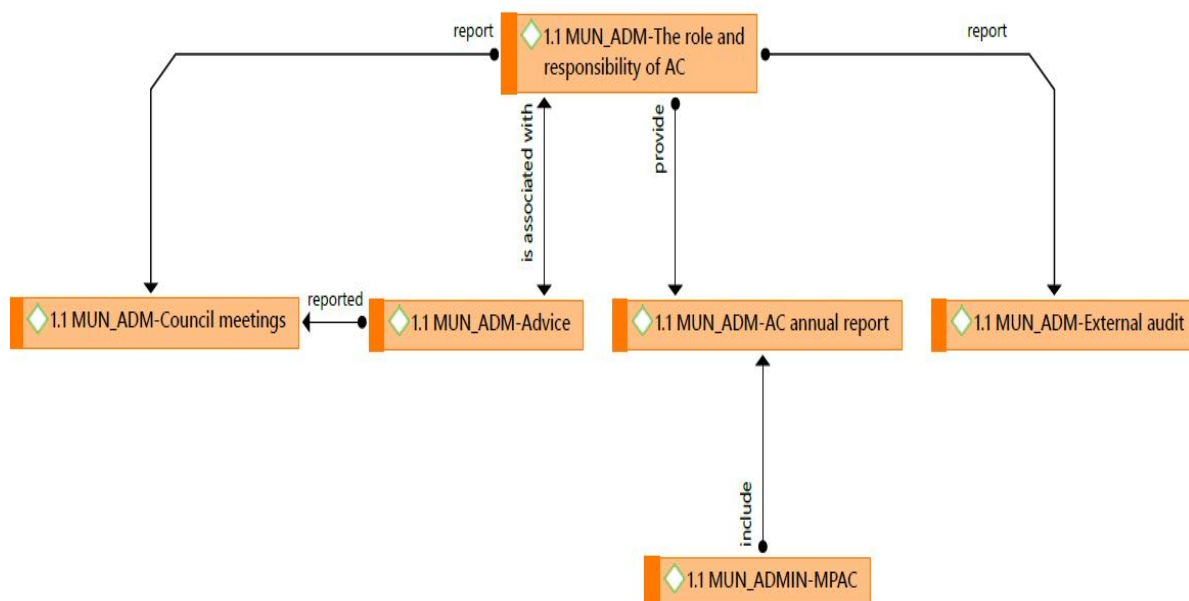 report
1.1 MUN_ADM-The role and
responsibility of AC
report
is associated with
provide
1.1 MUN_ADM-Council meetings
reported
1.1 MUN_ADM-Advice
1.1 MUN_ADM-AC annual report
1.1 MUN_ADM-External audit
include
1.1 MUN_ADMIN-MPAC